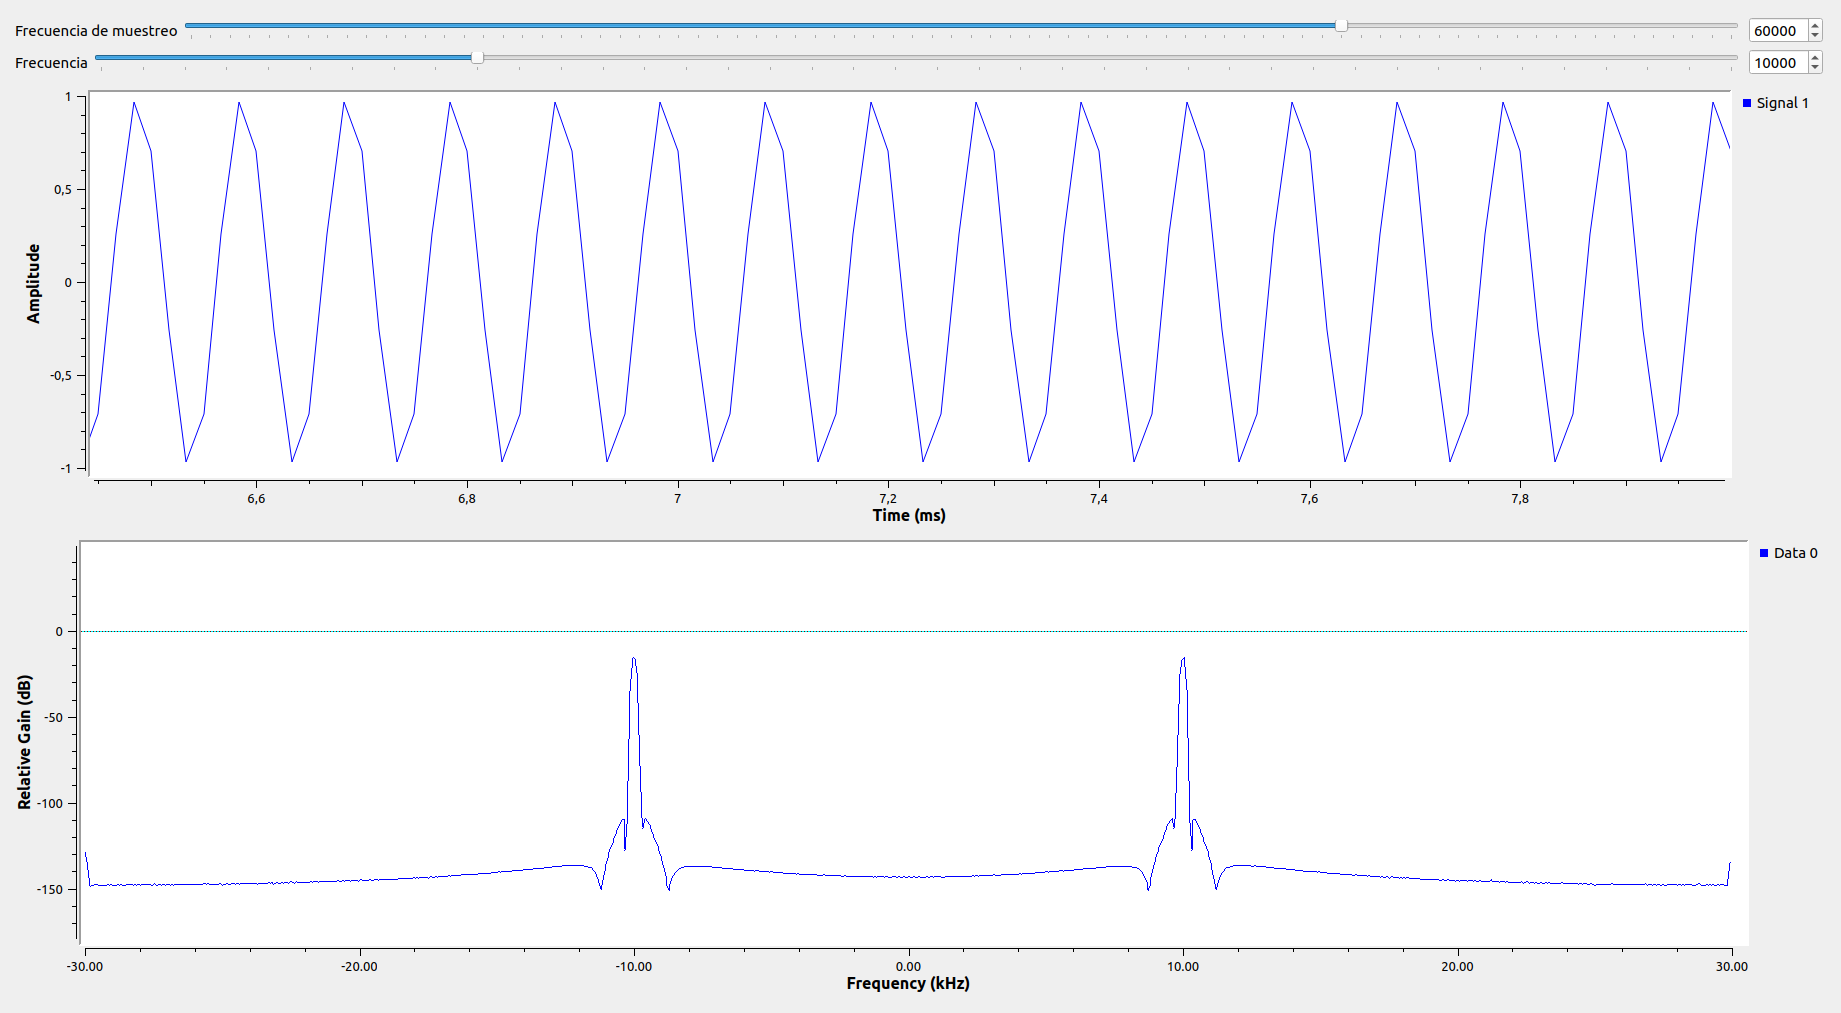 Frecuencia de muestreo 60000
Frecuencia 10000
Signal 1
Amplitude
1
0,5
0
-0,5
-1
6,6 6,8 7 7,2 7,4 7,6 7,8
Time (ms)
Data 0
Relative Gain (dB)
0
-50
-100
-150
-30.00 -20.00 -10.00 0.00 10.00 20.00 30.00
Frequency (kHz)